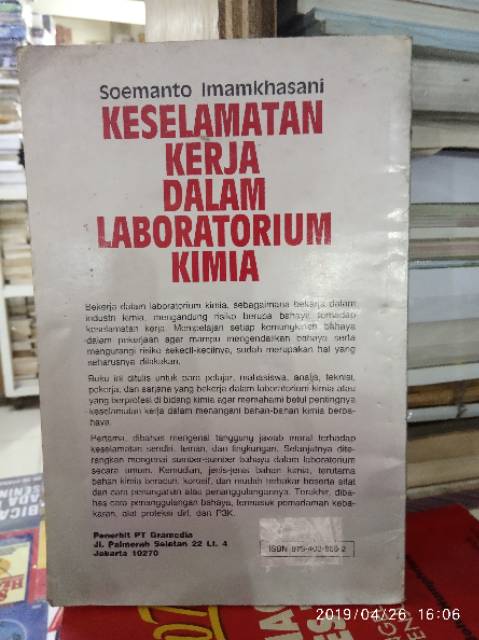 Soemanto Imamkhasani
KESELAMATAN
KERJA
DALAM
LABORATORIUM
KIMIA
Bekerja dalam laboratorium kimia, sebagaimana bekerja dalam
industri kimia, mengandung risiko berupa bahaya terhadap
keselamatan kerja. Mempelajari setiap kemungkinan bahaya
dalam pekerjaan agar mampu mengendalikan bahaya serta
mengurangi risiko sekecil-kecilnya, sudah merupakan hal yang
seharusnya dilakukan.
Buku ini ditulis untuk para pelajar, mahasiswa, analis, teknisi,
pekerja, dan sarjana yang bekerja dalam laboratorium kimia atau
yang berprofesi di bidang kimia agar memahami betul pentingnya
keselamatan kerja dalam menangani bahan-bahan kimia berba-
haya.
Pertama, dibahas mengenai tanggung jawab moral terhadap
keselamatan sendiri, teman, dan lingkungan. Selanjutnya dite-
rangkan mengenai sumber-sumber bahaya dalam laboratorium
secara umum. Kemudian, jenis-jenis bahan kimia, terutama
bahan kimia beracun, korosif, dan mudah terbakar beserta sifat
dan cara penanganan atau penanggulangannya. Terakhir, diba-
has cara penanggulangan bahaya, termasuk pemadaman keba-
karan, alat proteksi diri, dan P3K.
Penerbit PT Gramedia
Jl. Palmerah Selatan 22 Lt. 4
Jakarta 10270
ISBN
2019/04/26 16:06